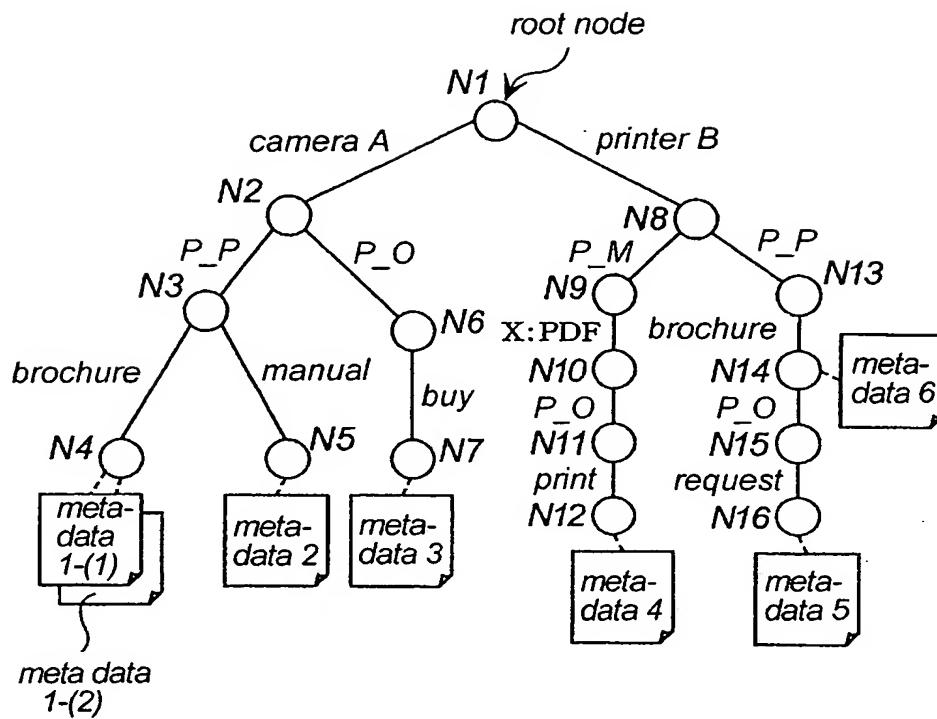 root node
N1
camera A
printer B
N2
N8
P_P
P_O
P_M
P_P
N3
N9
N13
N6
X:PDF
brochure
brochure
manual
N10
N14
meta-
data 6
buy
P_O
P_O
N4
N5
N7
N11
N15
print
request
meta-
data
1-(1)
meta-
data 2
meta-
data 3
N12
N16
meta-
data 4
meta-
data 5
meta data
1-(2)